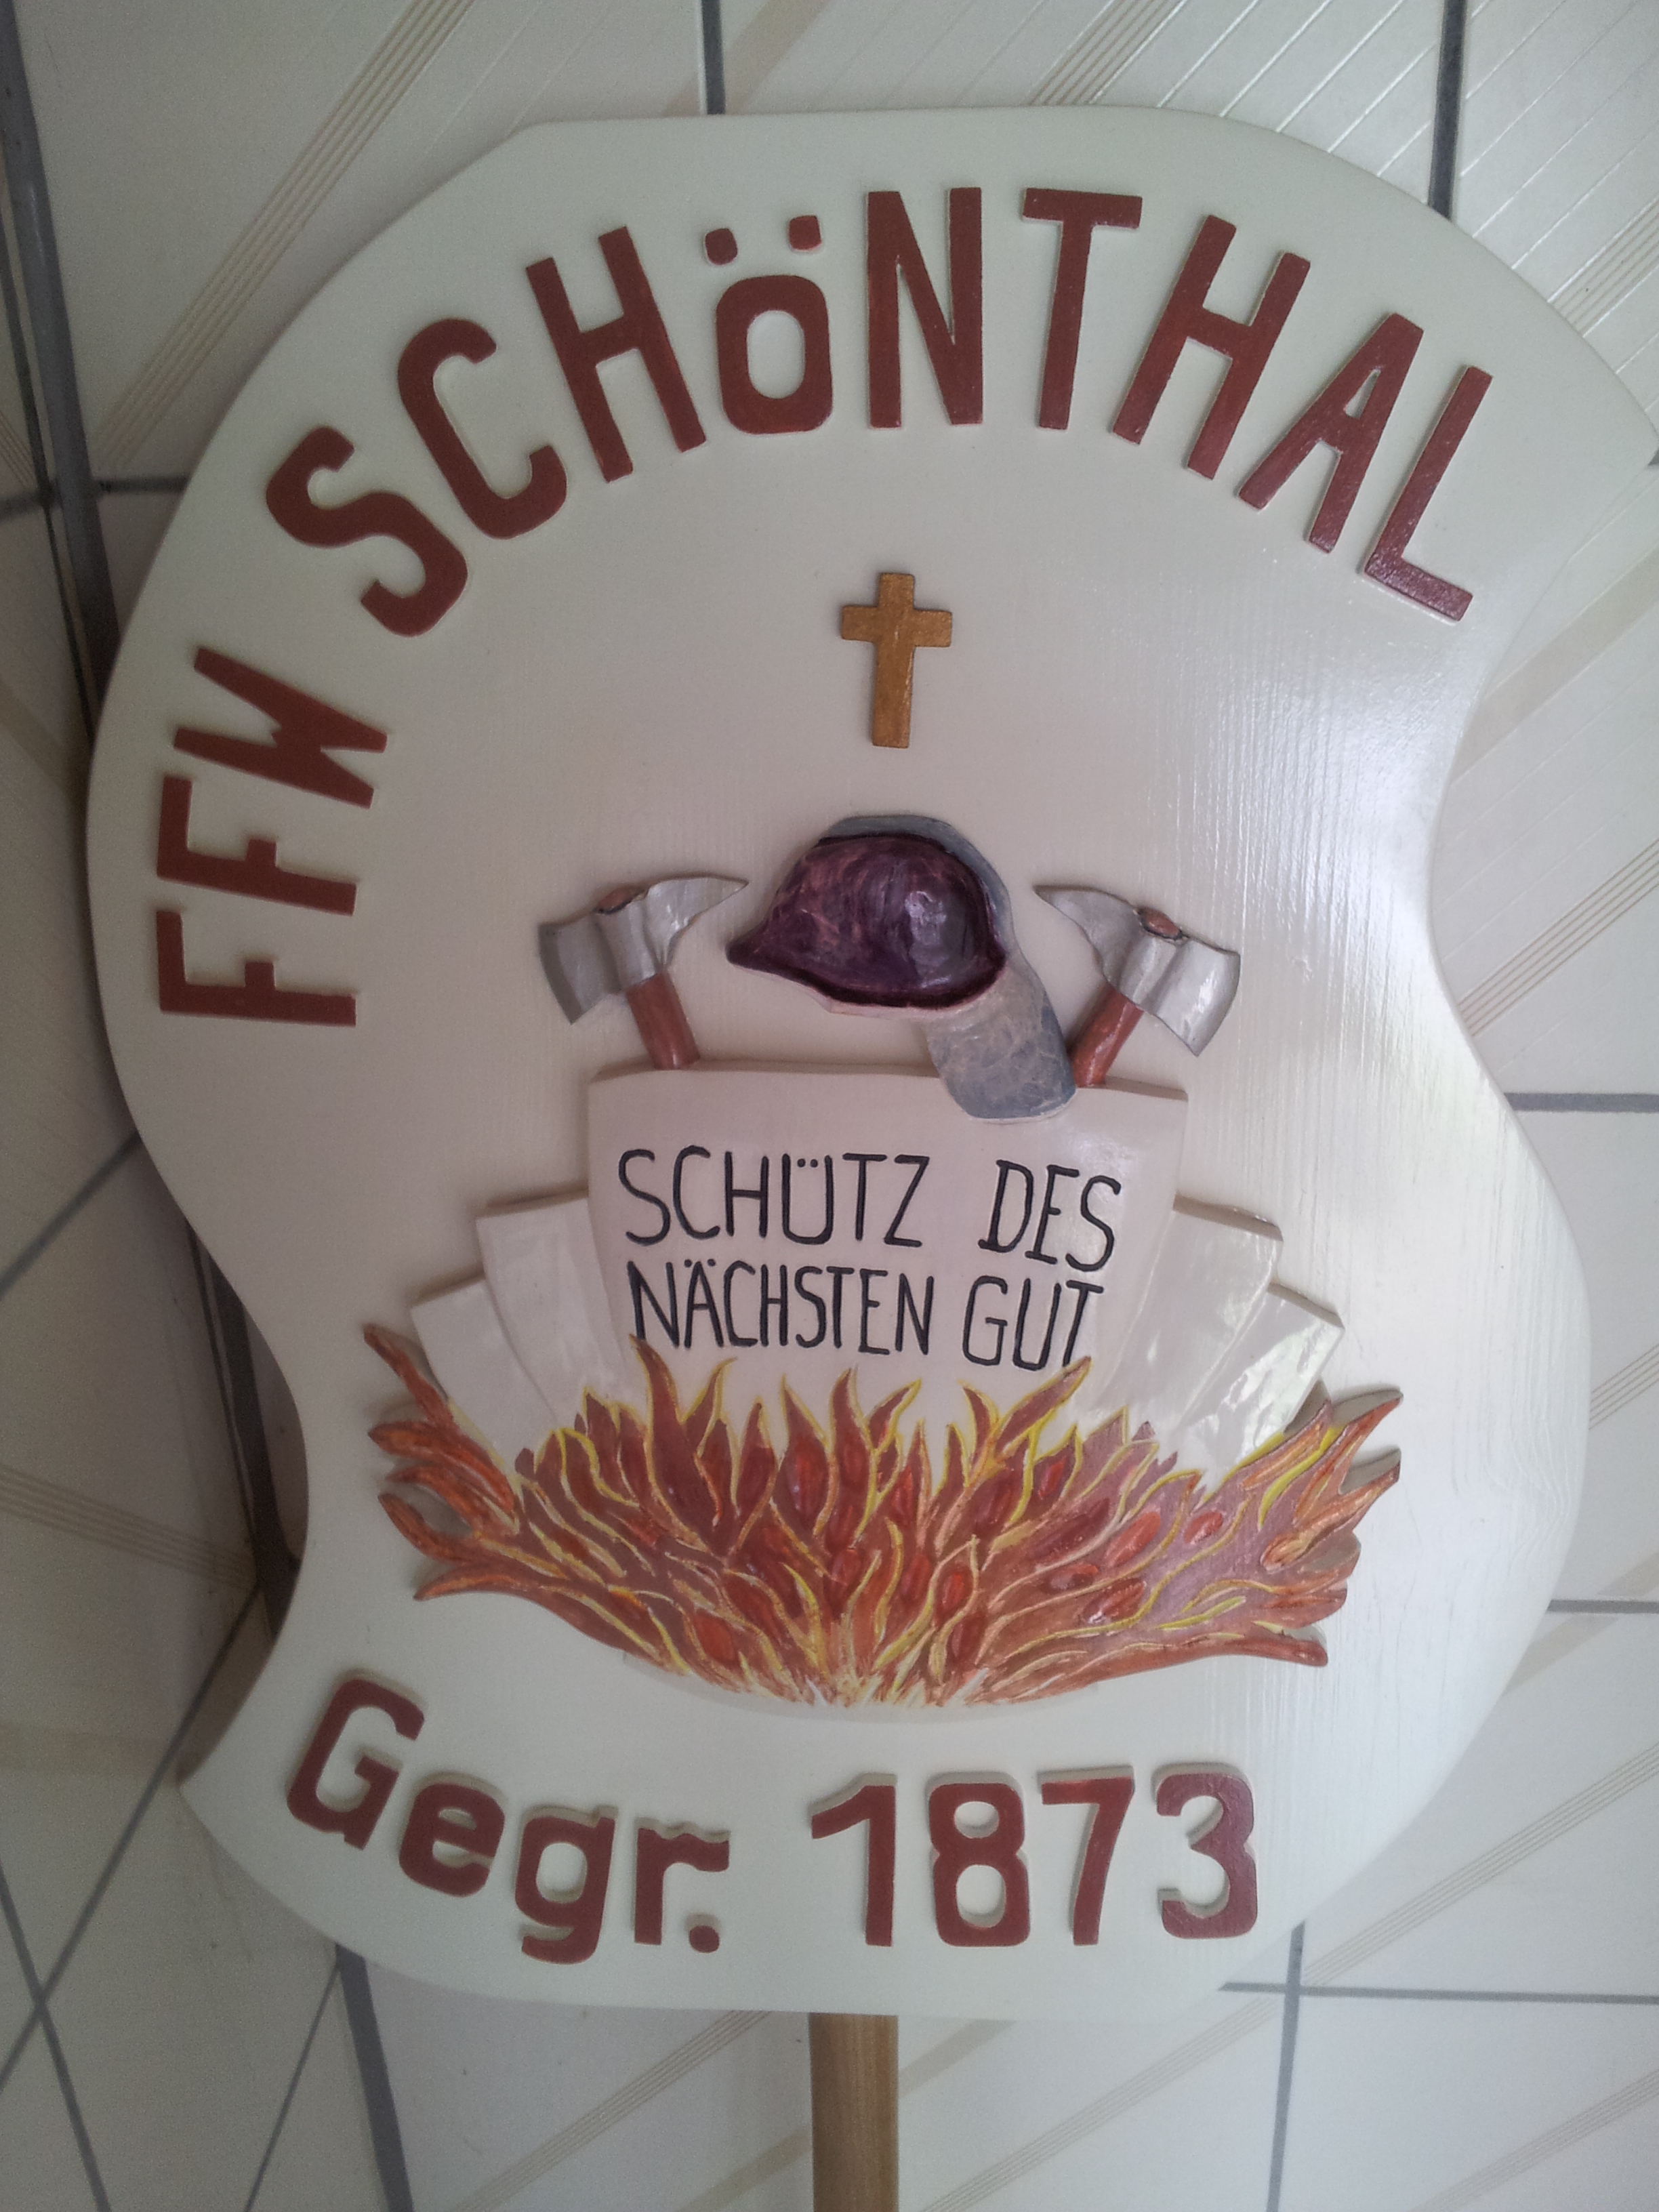 FFW SCHÖNTHAL
SCHÜTZ DES
NÄCHSTEN GUT
Gegr. 1873